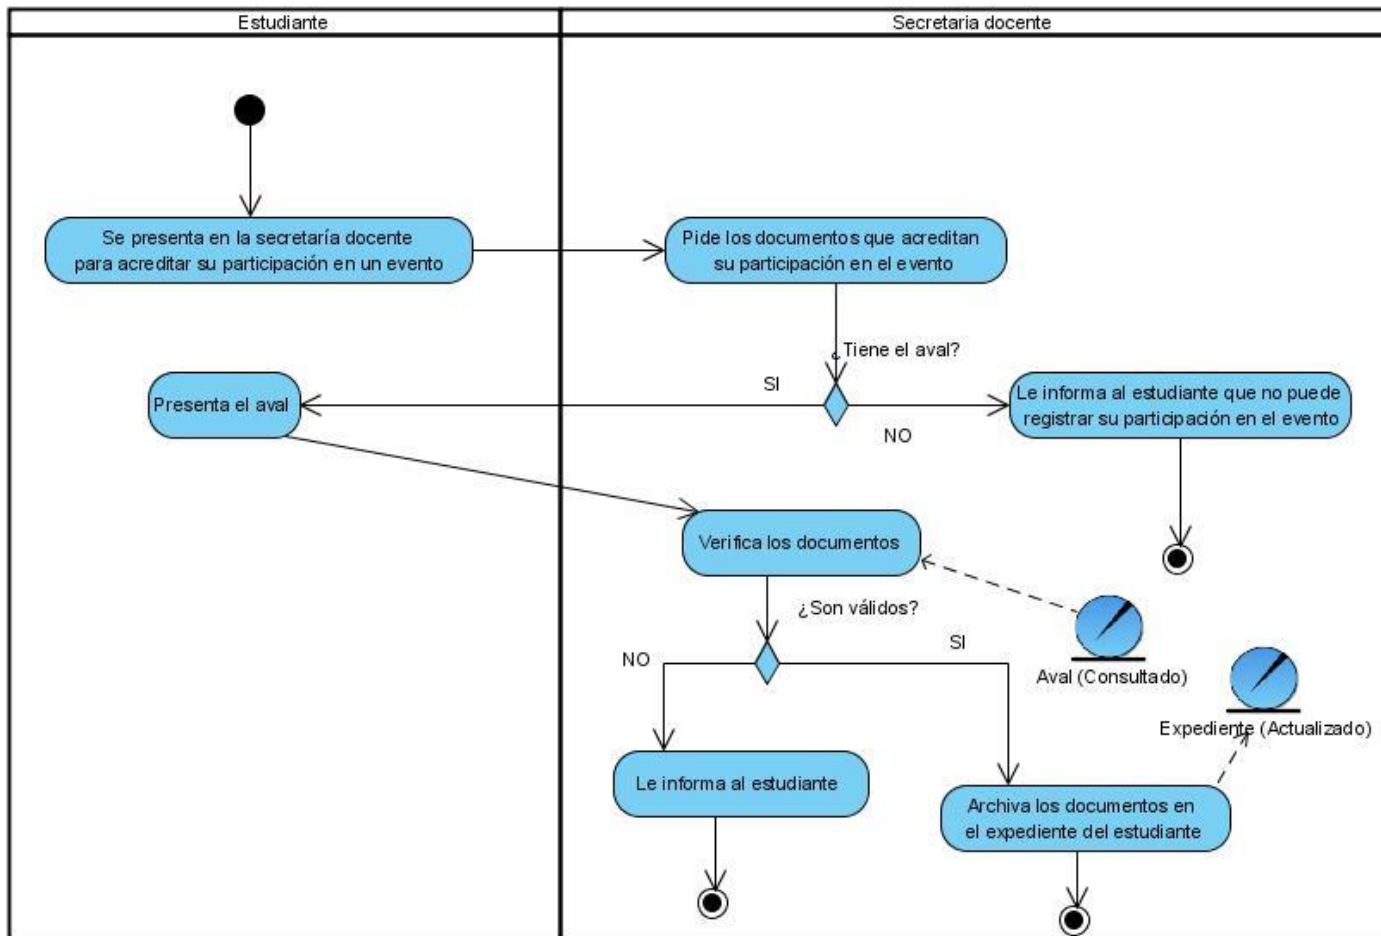 Estudiante
Secretaria docente
Se presenta en la secretaría docente
para acreditar su participación en un evento
Pide los documentos que acreditan
su participación en el evento
¿Tiene el aval?
SI
NO
Presenta el aval
Le informa al estudiante que no puede
registrar su participación en el evento
Verifica los documentos
¿Son válidos?
NO
SI
Aval (Consultado)
Expediente (Actualizado)
Le informa al estudiante
Archiva los documentos en
el expediente del estudiante